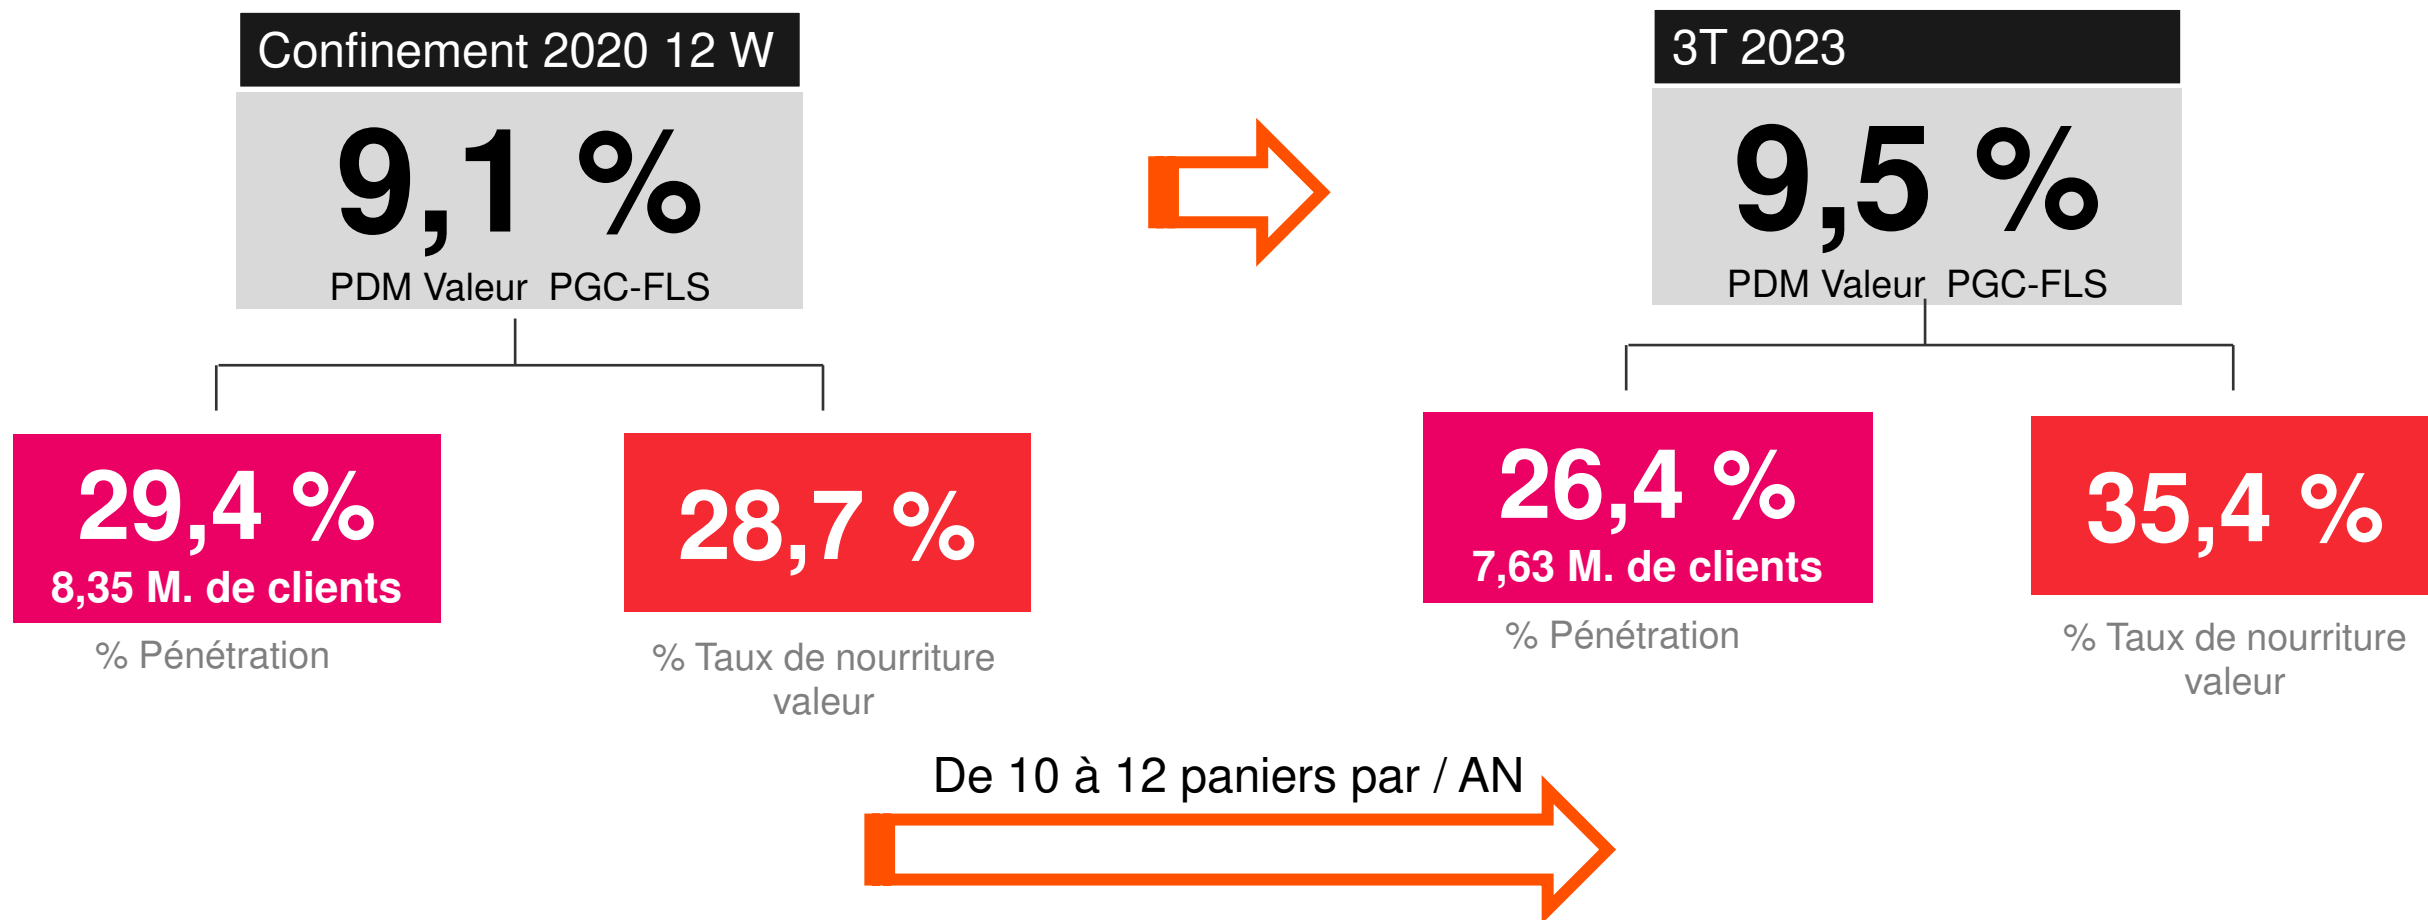 Confinement 2020 12 W
9,1 %
PDM Valeur PGC-FLS
29,4 %
8,35 M. de clients
% Pénétration
28,7 %
% Taux de nourriture
valeur
3T 2023
9,5 %
PDM Valeur PGC-FLS
26,4 %
7,63 M. de clients
% Pénétration
35,4 %
% Taux de nourriture
valeur
De 10 à 12 paniers par / AN